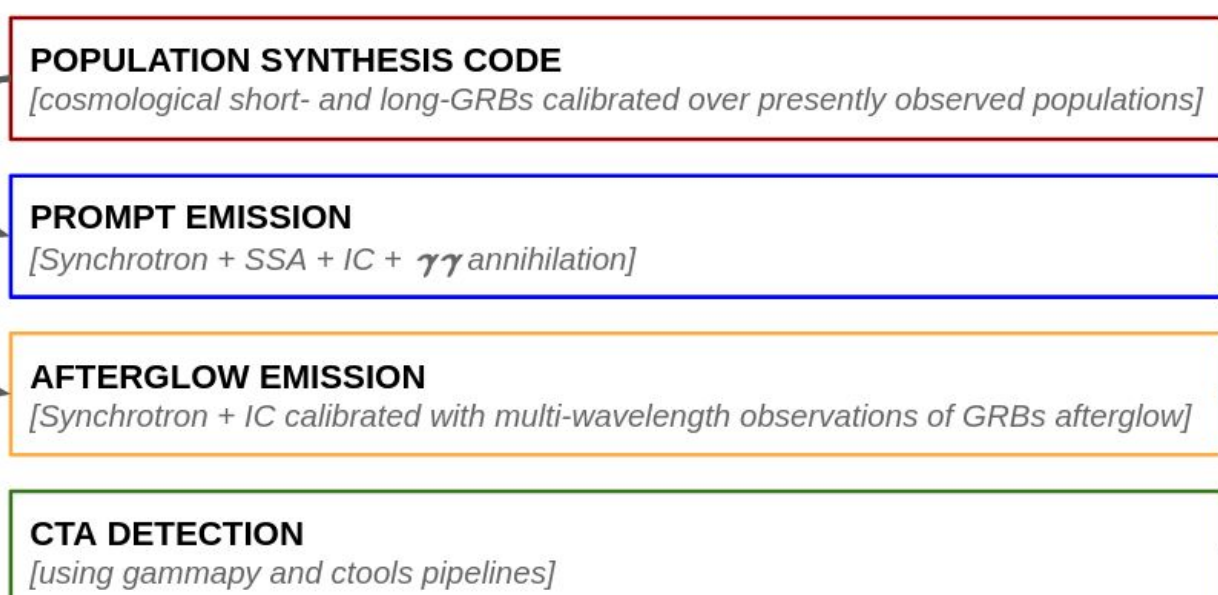 POPULATION SYNTHESIS CODE
[cosmological short- and long-GRBs calibrated over presently observed populations]
PROMPT EMISSION
[Synchrotron + SSA + IC + γγ annihilation]
AFTERGLOW EMISSION
[Synchrotron + IC calibrated with multi-wavelength observations of GRBs afterglow]
CTA DETECTION
[using gammapy and ctools pipelines]